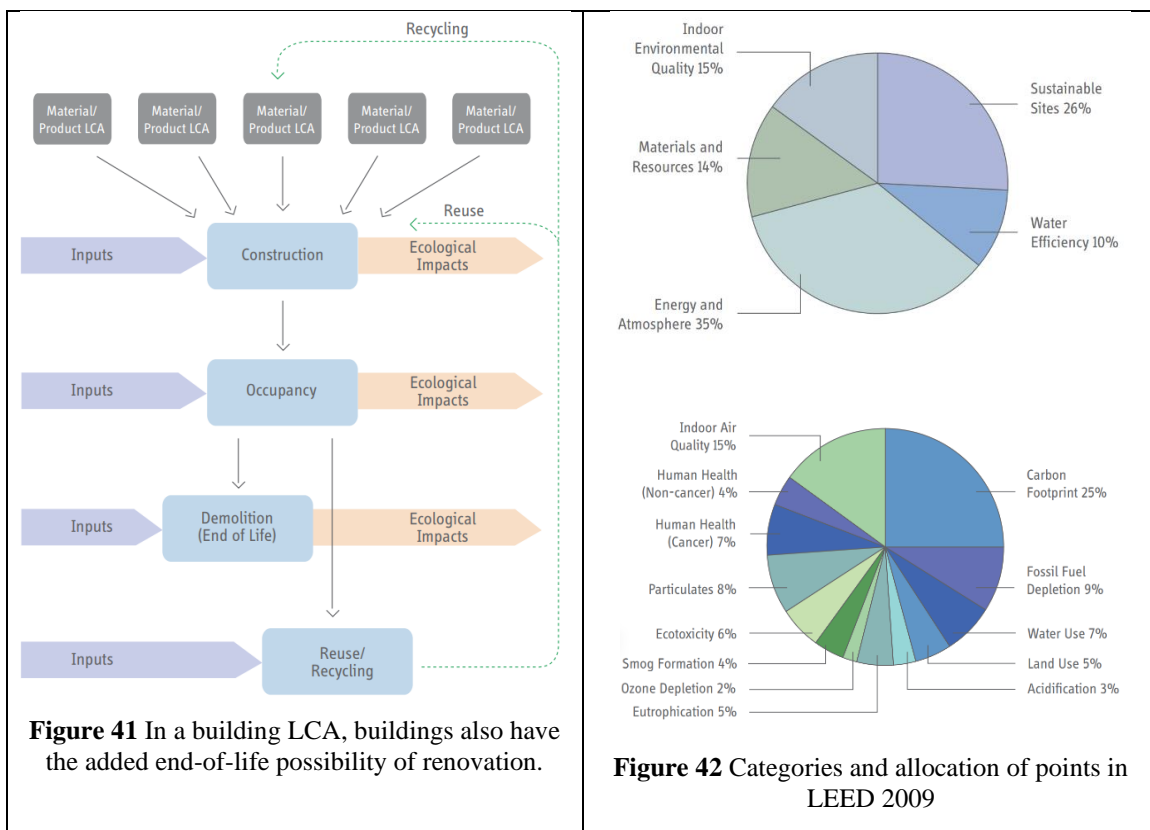 Recycling
Material/
Product LCA
Material/
Product LCA
Material/
Product LCA
Material/
Product LCA
Material/
Product LCA
Reuse
Inputs
Construction
Ecological
Impacts
Inputs
Occupancy
Ecological
Impacts
Inputs
Demolition
(End of Life)
Ecological
Impacts
Inputs
Reuse/
Recycling
Figure 41 In a building LCA, buildings also have
the added end-of-life possibility of renovation.
Indoor
Environmental
Quality 15%
Sustainable
Sites 26%
Materials and
Resources 14%
Water
Efficiency 10%
Energy and
Atmosphere 35%
Indoor Air
Quality 15%
Carbon
Footprint 25%
Human Health
(Non-cancer) 4%
Human Health
(Cancer) 7%
Fossil Fuel
Depletion 9%
Particulates 8%
Water Use 7%
Ecotoxicity 6%
Land Use 5%
Smog Formation 4%
Acidification 3%
Ozone Depletion 2%
Eutrophication 5%
Figure 42 Categories and allocation of points in
LEED 2009